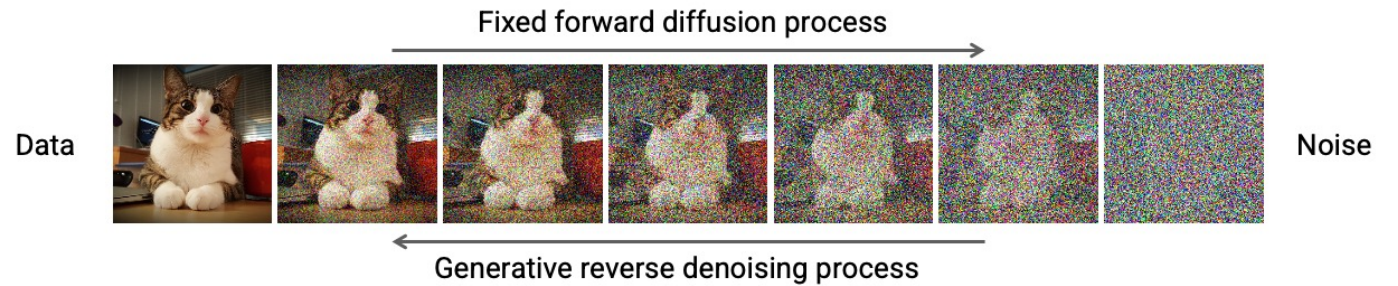 Fixed forward diffusion process
Data
Noise
Generative reverse denoising process